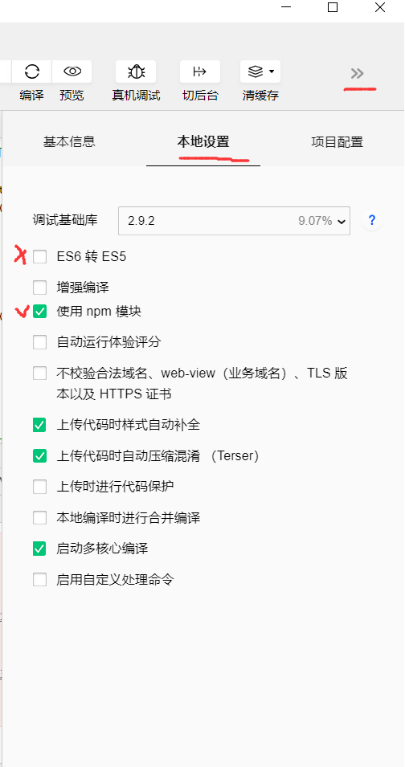 编译 预览 真机调试 切后台 清缓存
基本信息 本地设置 项目配置
调试基础库 2.9.2 9.07% ?
ES6 转 ES5
增强编译
使用 npm 模块
自动运行体验评分
不校验合法域名、web-view（业务域名）、TLS 版
本以及 HTTPS 证书
上传代码时样式自动补全
上传代码时自动压缩混淆 （Terser）
上传时进行代码保护
本地编译时进行合并编译
启动多核心编译
启用自定义处理命令